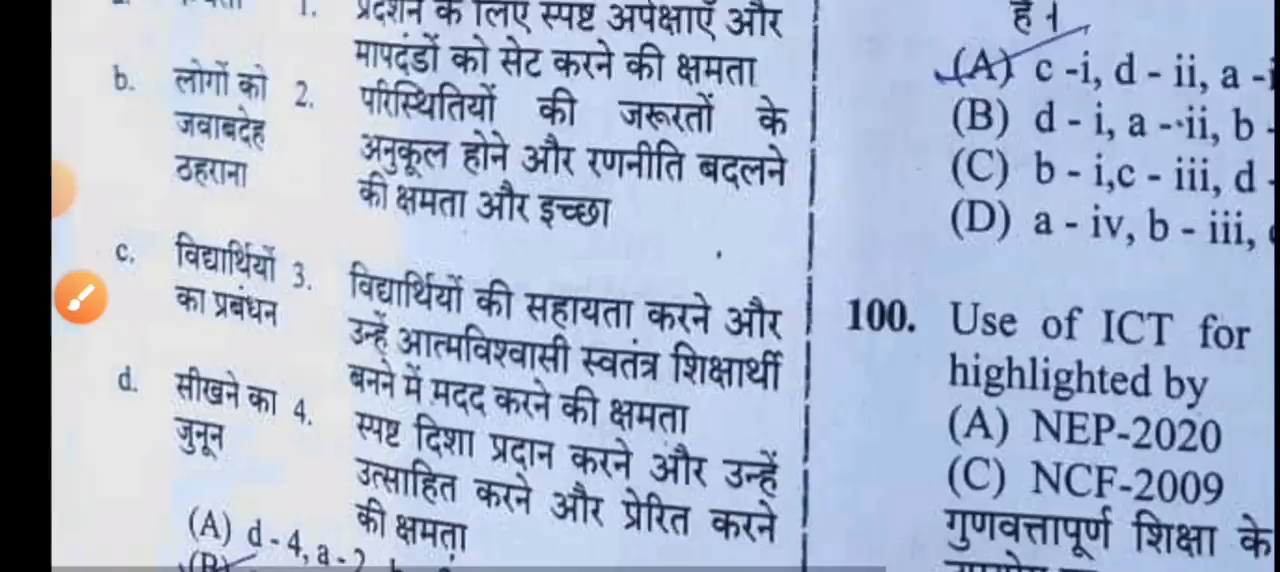 1. प्रदर्शन के लिए स्पष्ट अपेक्षाएँ और
मापदंडों को सेट करने की क्षमता
b. लोगों को 2. परिस्थितियों की जरूरतों के
जवाबदेह अनुकूल होने और रणनीति बदलने
ठहराना की क्षमता और इच्छा
c. विद्यार्थियों 3. विद्यार्थियों की सहायता करने और
का प्रबंधन उन्हें आत्मविश्वासी स्वतंत्र शिक्षार्थी
बनने में मदद करने की क्षमता
d. सीखने का 4. स्पष्ट दिशा प्रदान करने और उन्हें
जुनून उत्साहित करने और प्रेरित करने
की क्षमता
(A) d - 4, a - 2
(B)
है।
(A) c -i, d - ii, a -
(B) d - i, a - ii, b -
(C) b - i,c - iii, d -
(D) a - iv, b - iii,
100. Use of ICT for
highlighted by
(A) NEP-2020
(C) NCF-2009
गुणवत्तापूर्ण शिक्षा के